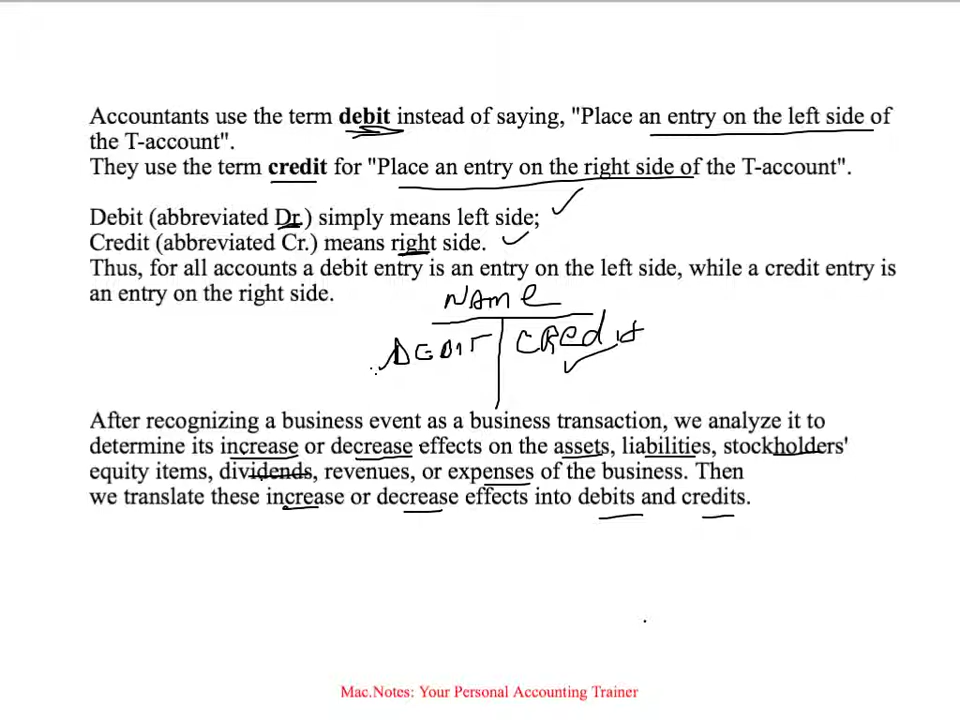 Accountants use the term debit instead of saying, "Place an entry on the left side of
the T-account".
They use the term credit for "Place an entry on the right side of the T-account".
Debit (abbreviated Dr.) simply means left side;
Credit (abbreviated Cr.) means right side.
Thus, for all accounts a debit entry is an entry on the left side, while a credit entry is
an entry on the right side.
NAme
DEBIT CRedit
After recognizing a business event as a business transaction, we analyze it to
determine its increase or decrease effects on the assets, liabilities, stockholders'
equity items, dividends, revenues, or expenses of the business. Then
we translate these increase or decrease effects into debits and credits.
Mac.Notes: Your Personal Accounting Trainer